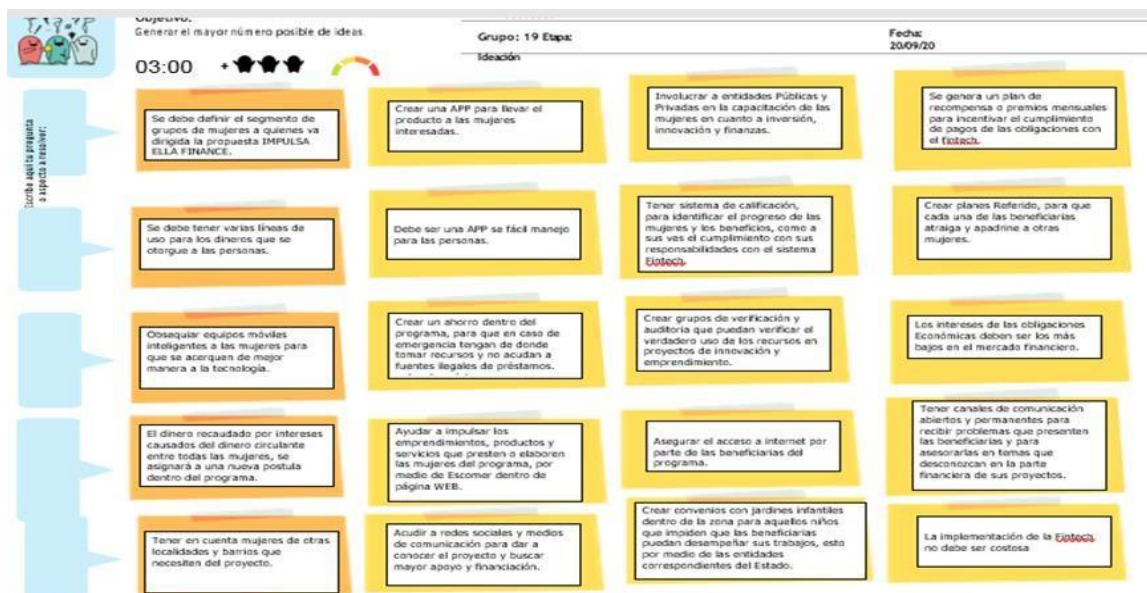 Objetivo:
Generar el mayor número posible de ideas.
03:00
+
Grupo: 19 Etapa:
Ideación
Fecha:
20/09/20
Escribe aquí tu pregunta
o aspecto a resolver:
Se debe definir el segmento de
grupos de mujeres a quienes va
dirigida la propuesta IMPULSA
ELLA FINANCE.
Crear una APP para llevar el
producto a las mujeres
interesadas.
Involucrar a entidades Públicas y
Privadas en la capacitación de las
mujeres en cuanto a inversión,
innovación y finanzas.
Se genera un plan de
recompensa o premios mensuales
para incentivar el cumplimiento
de pagos de las obligaciones con
el fintech.
Se debe tener varias líneas de
uso para los dineros que se
otorgue a las personas.
Debe ser una APP se fácil manejo
para las personas.
Tener sistema de calificación,
para identificar el progreso de las
mujeres y los beneficios, como a
sus ves el cumplimiento con sus
responsabilidades con el sistema
Fintech.
Crear planes Referido, para que
cada una de las beneficiarias
atraiga y apadrine a otras
mujeres.
Obsequiar equipos móviles
inteligentes a las mujeres para
que se acerquen de mejor
manera a la tecnología.
Crear un ahorro dentro del
programa, para que en caso de
emergencia tengan de donde
tomar recursos y no acudan a
fuentes ilegales de préstamos.
Crear grupos de verificación y
auditoria que puedan verificar el
verdadero uso de los recursos en
proyectos de innovación y
emprendimiento.
Los intereses de las obligaciones
Económicas deben ser los más
bajos en el mercado financiero.
El dinero recaudado por intereses
causados del dinero circulante
entre todas las mujeres, se
asignará a una nueva postula
dentro del programa.
Ayudar a impulsar los
emprendimientos, productos y
servicios que presten o elaboren
las mujeres del programa, por
medio de Escomer dentro de
página WEB.
Asegurar el acceso a internet por
parte de las beneficiarias del
programa.
Tener canales de comunicación
abiertos y permanentes para
recibir problemas que presenten
las beneficiarias y para
asesorarlas en temas que
desconozcan en la parte
financiera de sus proyectos.
Tener en cuenta mujeres de otras
localidades y barrios que
necesiten del proyecto.
Acudir a redes sociales y medios
de comunicación para dar a
conocer el proyecto y buscar
mayor apoyo y financiación.
Crear convenios con jardines infantiles
dentro de la zona para aquellos niños
que impiden que las beneficiarias
puedan desempeñar sus trabajos, esto
por medio de las entidades
correspondientes del Estado.
La implementación de la Fintech
no debe ser costosa